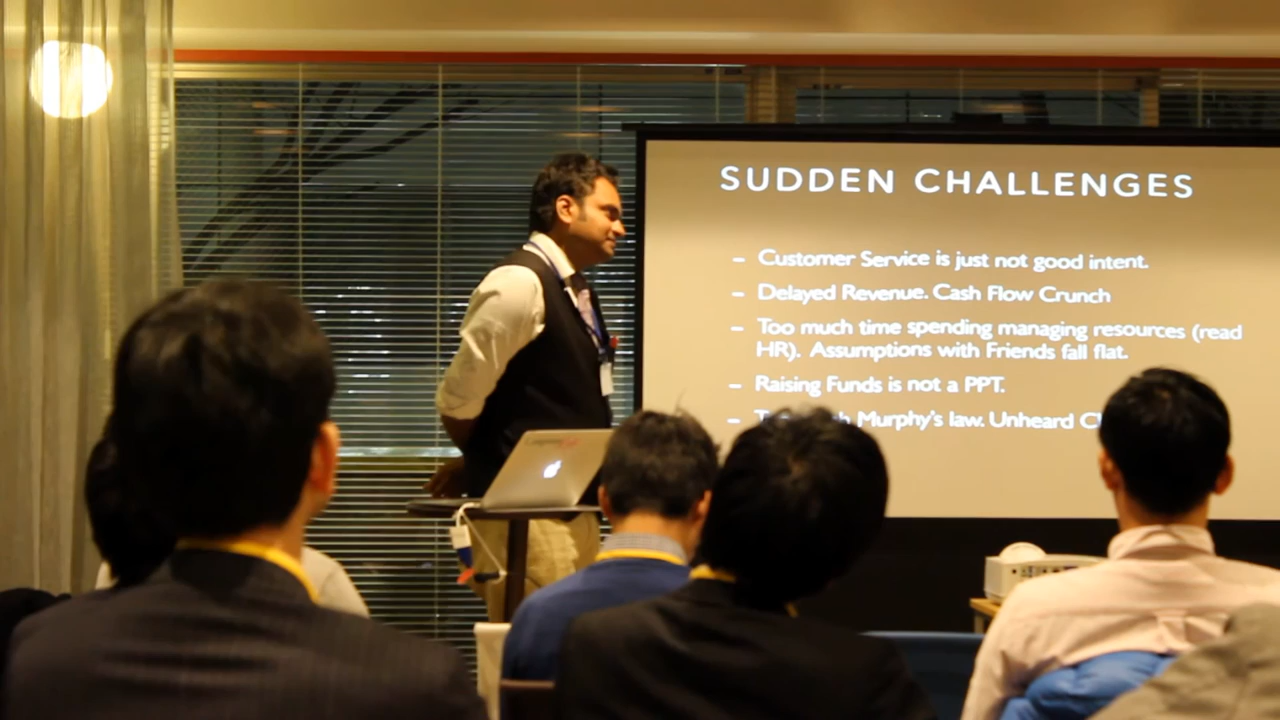 SUDDEN CHALLENGES
– Customer Service is just not good intent.
– Delayed Revenue. Cash Flow Crunch
– Too much time spending managing resources (read
HR). Assumptions with Friends fall flat.
– Raising Funds is not a PPT.
– Murphy's law. Unheard